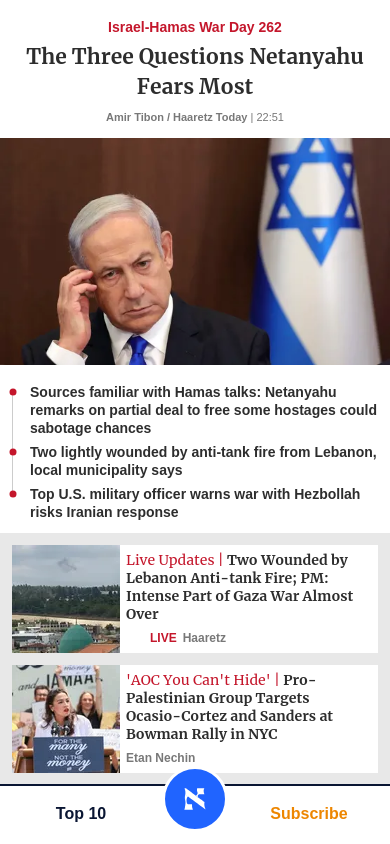 Israel-Hamas War Day 262
The Three Questions Netanyahu
Fears Most
Amir Tibon / Haaretz Today | 22:51
Sources familiar with Hamas talks: Netanyahu
remarks on partial deal to free some hostages could
sabotage chances
Two lightly wounded by anti-tank fire from Lebanon,
local municipality says
Top U.S. military officer warns war with Hezbollah
risks Iranian response
Live Updates | Two Wounded by
Lebanon Anti-tank Fire; PM:
Intense Part of Gaza War Almost
Over
LIVE Haaretz
'AOC You Can't Hide' | Pro-
Palestinian Group Targets
Ocasio-Cortez and Sanders at
Bowman Rally in NYC
Etan Nechin
money
and
JAMAA
FOR THE
many
NOT THE
money
Top 10
Subscribe